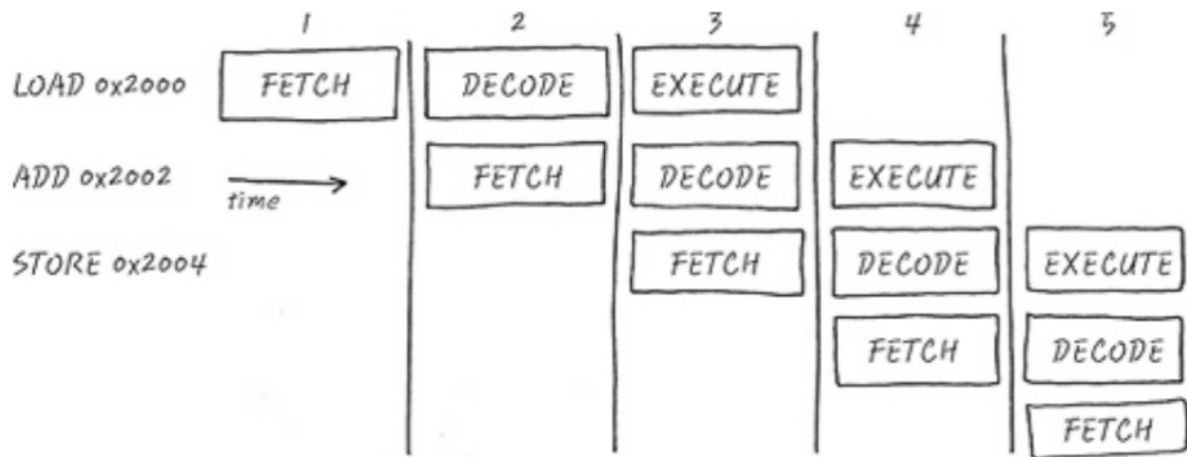 1 2 3 4 5
LOAD 0x2000 FETCH DECODE EXECUTE
ADD 0x2002 time FETCH DECODE EXECUTE
STORE 0x2004 FETCH DECODE EXECUTE
FETCH DECODE
FETCH